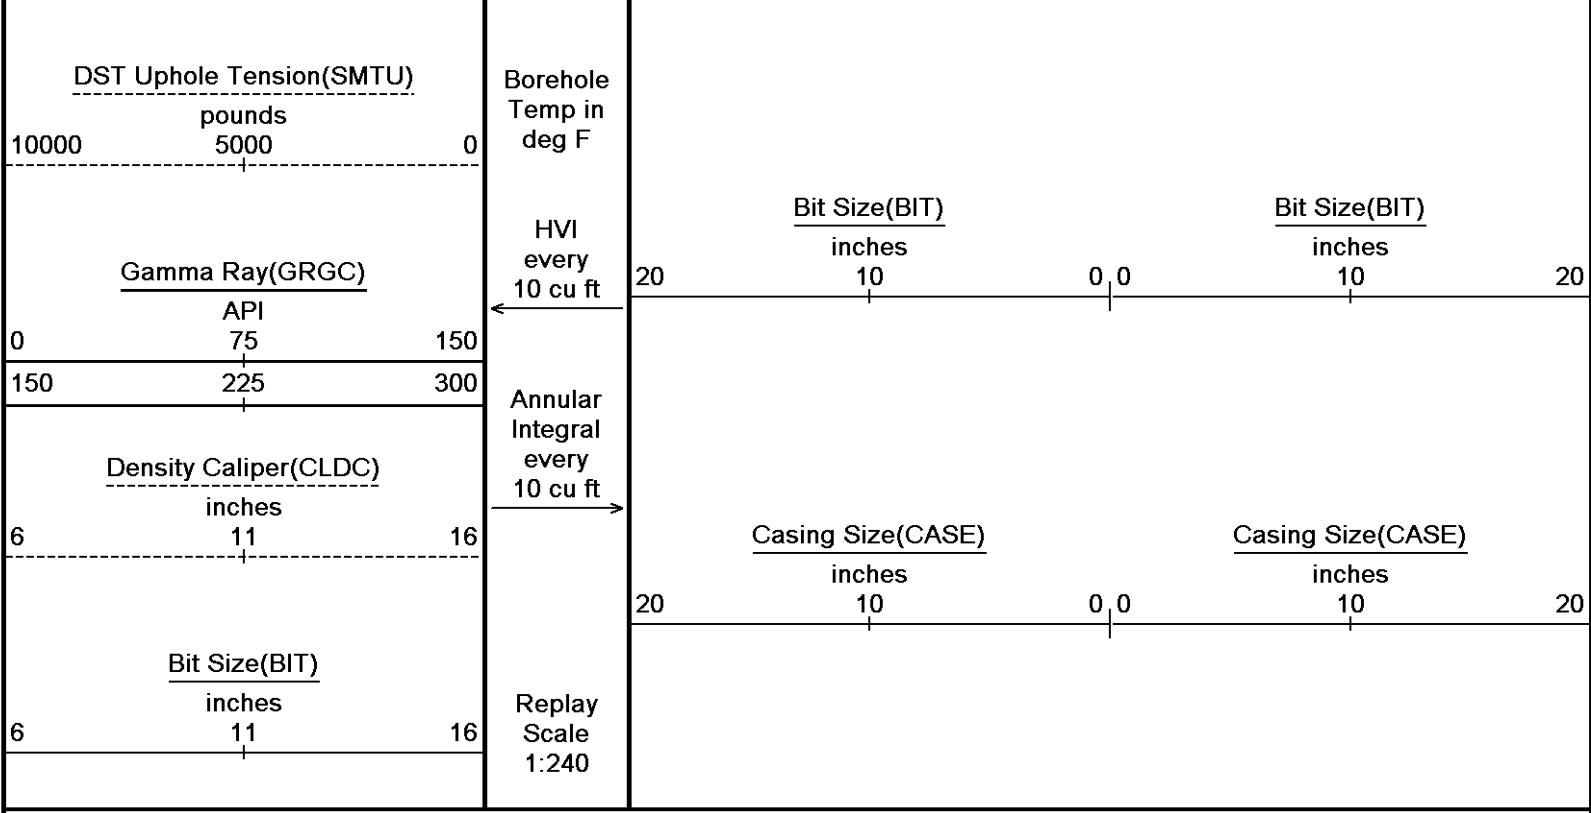 DST Uphole Tension(SMTU)
pounds
10000 5000 0
Gamma Ray(GRGC)
API
0 75 150
150 225 300
Density Caliper(CLDC)
inches
6 11 16
Bit Size(BIT)
inches
6 11 16
Borehole
Temp in
deg F
HVI
every
10 cu ft
Annular
Integral
every
10 cu ft
Replay
Scale
1:240
Bit Size(BIT)
inches
20 10 0
Bit Size(BIT)
inches
0 10 20
Casing Size(CASE)
inches
20 10 0
Casing Size(CASE)
inches
0 10 20